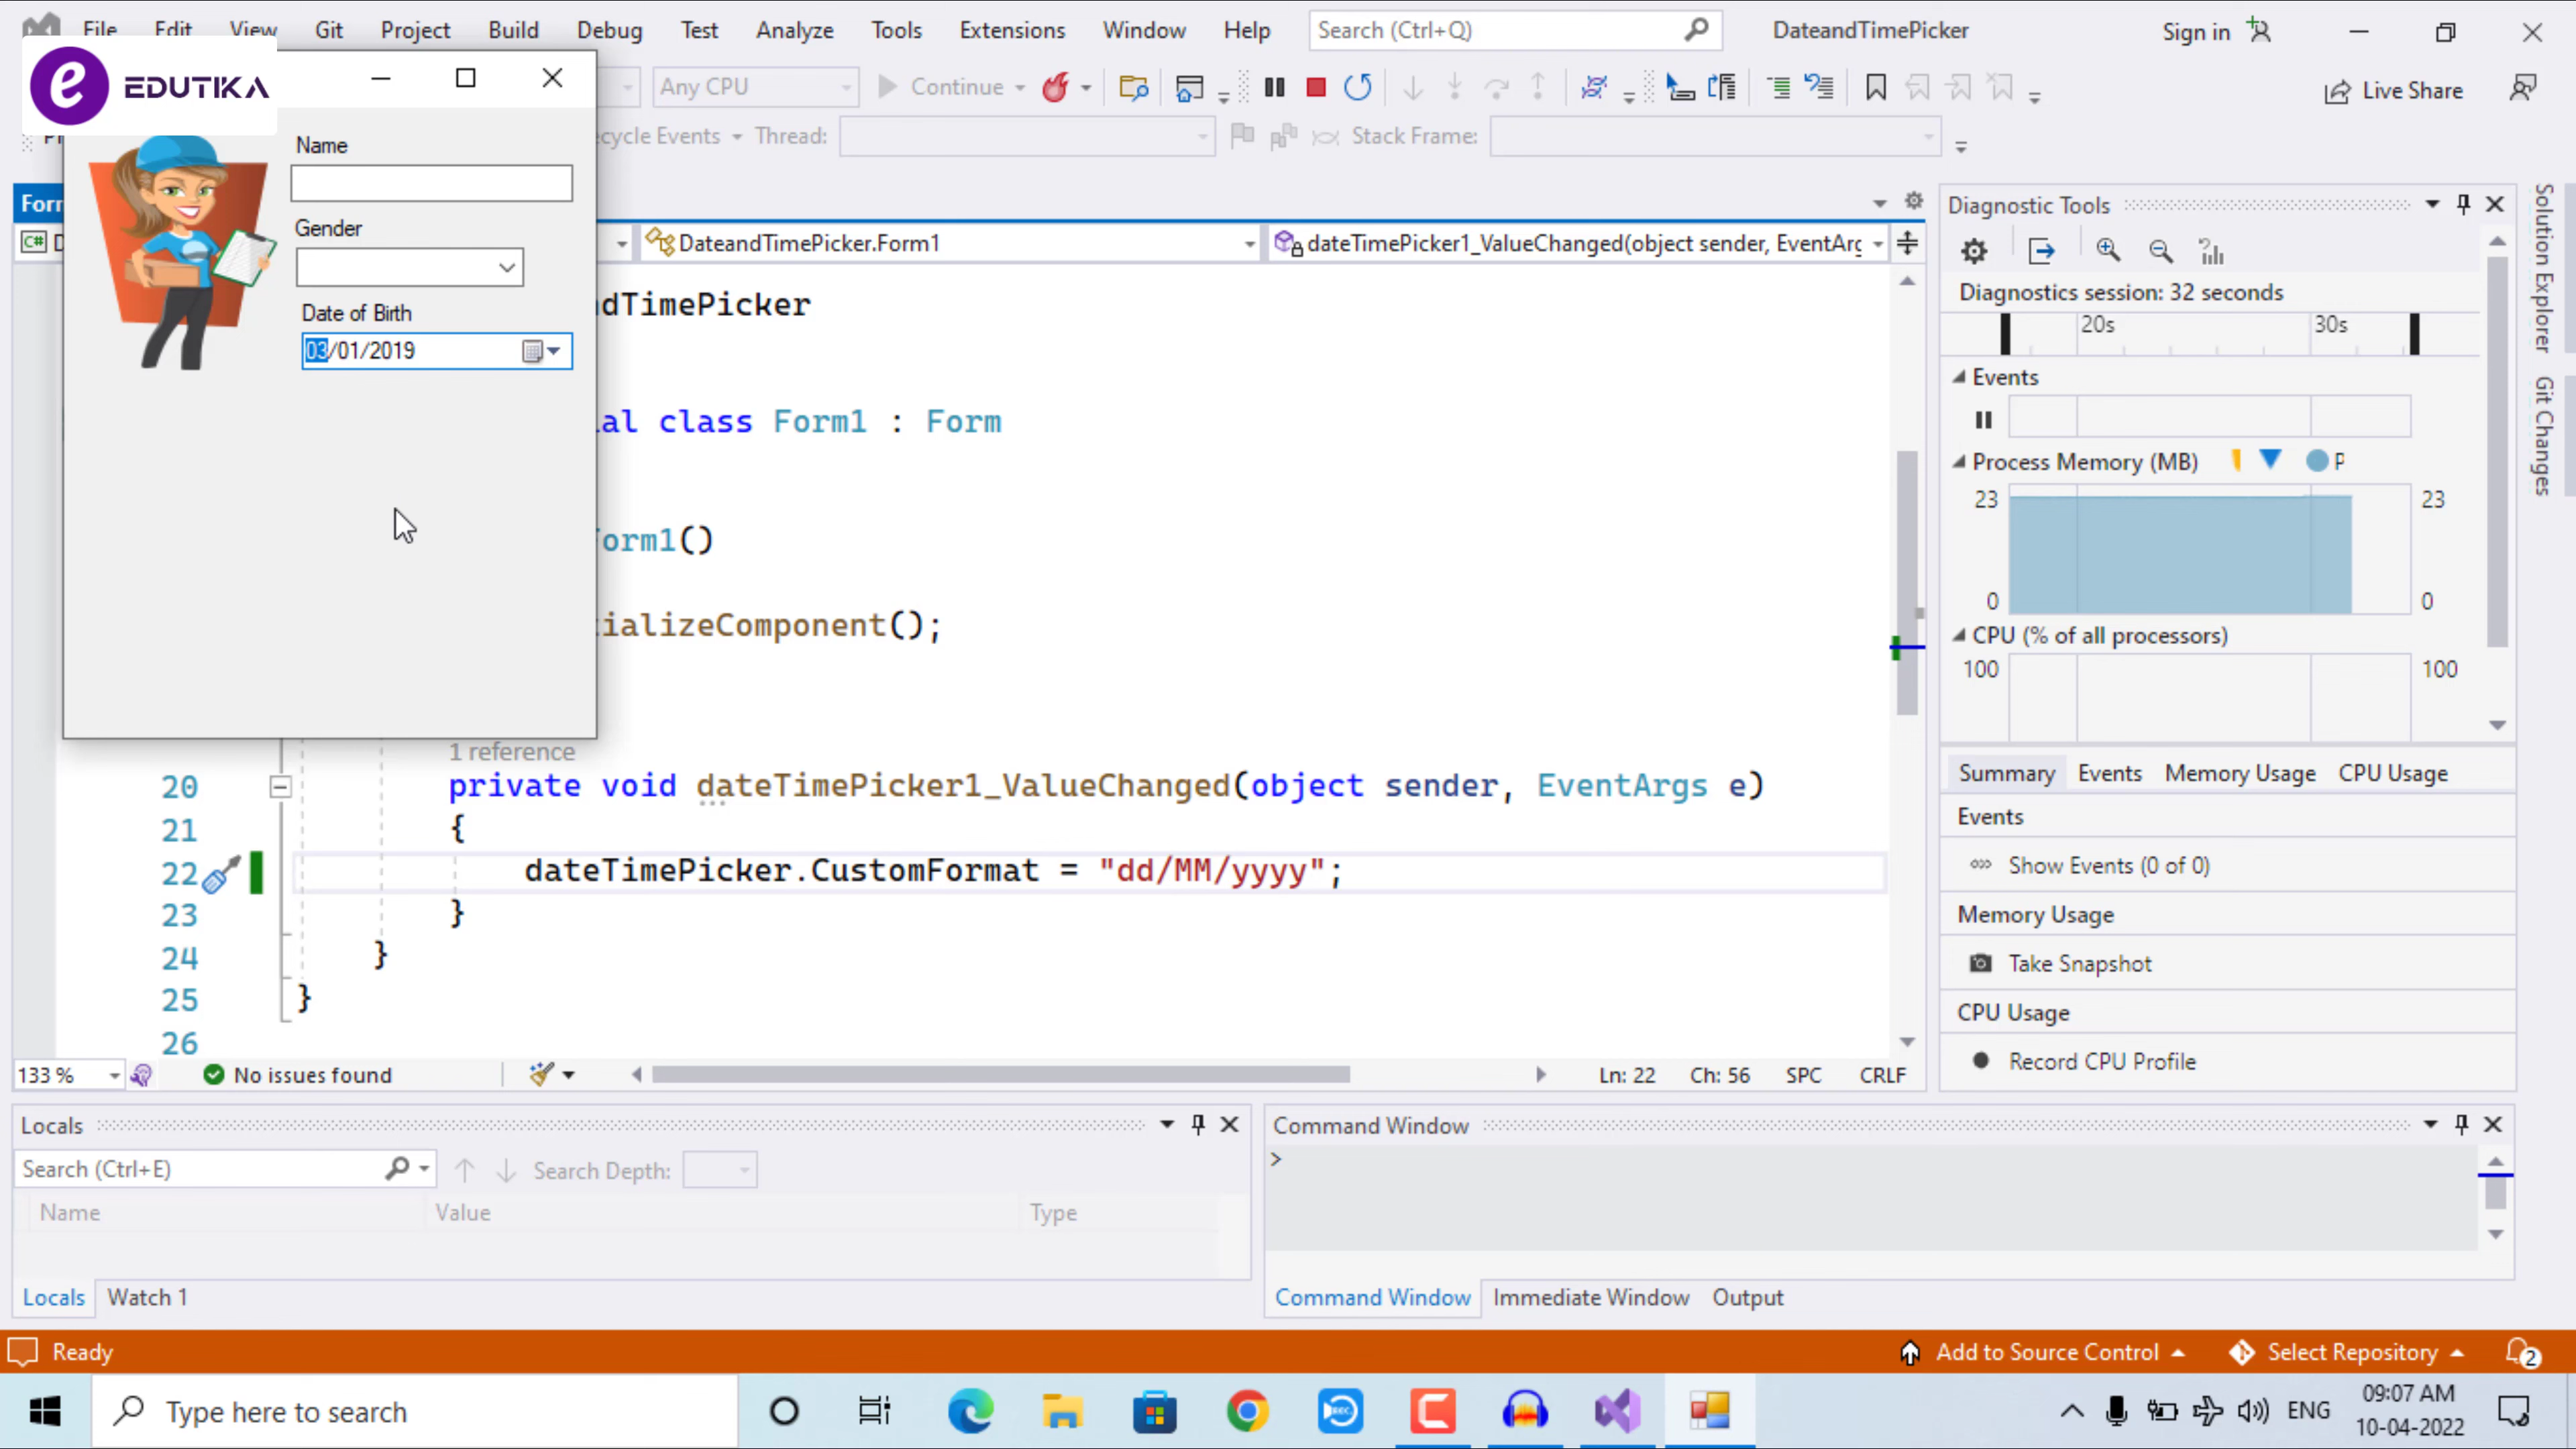 File Edit View Git Project Build Debug Test Analyze Tools Extensions Window Help Search (Ctrl+Q) DateandTimePicker Sign in
e EDUTIKA
Any CPU Continue Live Share
ecycle Events Thread: Stack Frame:
Name
Gender
Date of Birth
03/01/2019
DateandTimePicker.Form1 dateTimePicker1_ValueChanged(object sender, EventArg
ndTimePicker
al class Form1 : Form
orm1()
ializeComponent();
1 reference
20 private void dateTimePicker1_ValueChanged(object sender, EventArgs e)
21 {
22 dateTimePicker.CustomFormat = "dd/MM/yyyy";
23 }
24 }
25 }
26
133 % No issues found Ln: 22 Ch: 56 SPC CRLF
Diagnostic Tools
Diagnostics session: 32 seconds
20s 30s
Events
Process Memory (MB) P
23 23
0 0
CPU (% of all processors)
100 100
Summary Events Memory Usage CPU Usage
Events
Show Events (0 of 0)
Memory Usage
Take Snapshot
CPU Usage
Record CPU Profile
Solution Explorer
Git Changes
Locals
Search (Ctrl+E) Search Depth:
Name Value Type
Locals Watch 1
Command Window
>
Command Window Immediate Window Output
Ready Add to Source Control Select Repository 2
Type here to search ENG 09:07 AM
10-04-2022